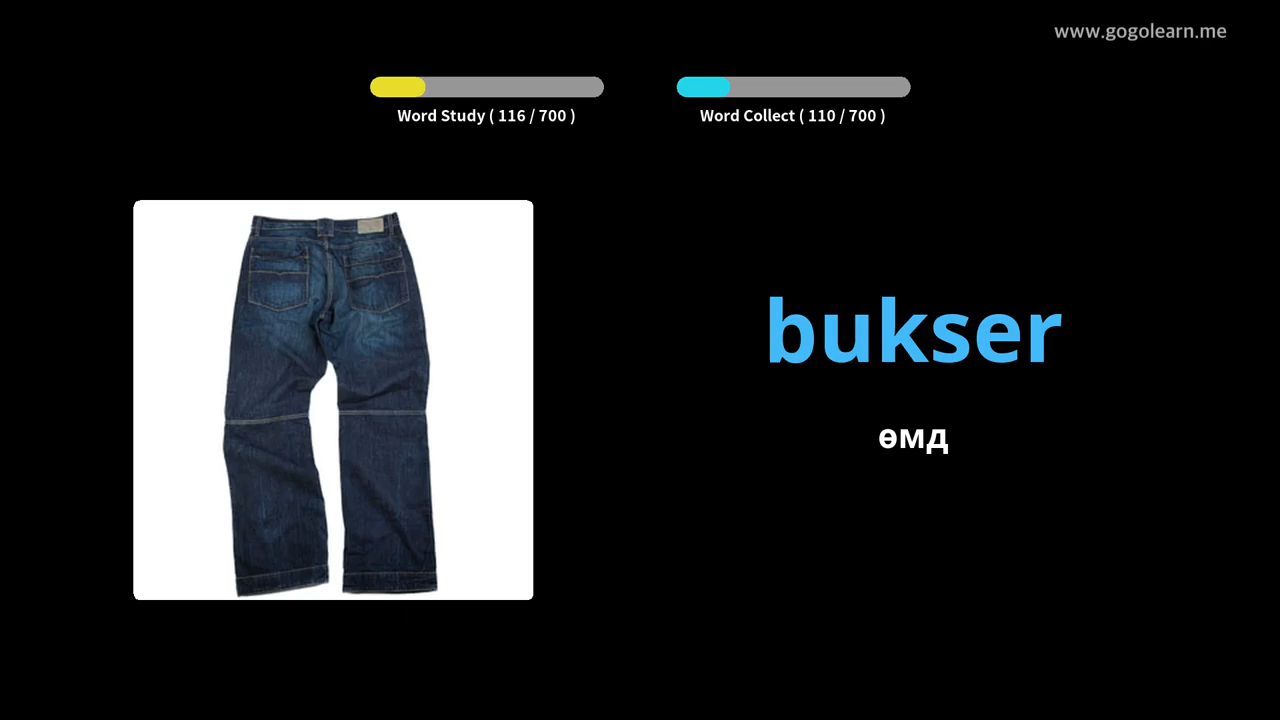 www.gogolearn.me
Word Study ( 116 / 700 )
Word Collect ( 110 / 700 )
bukser
өмд